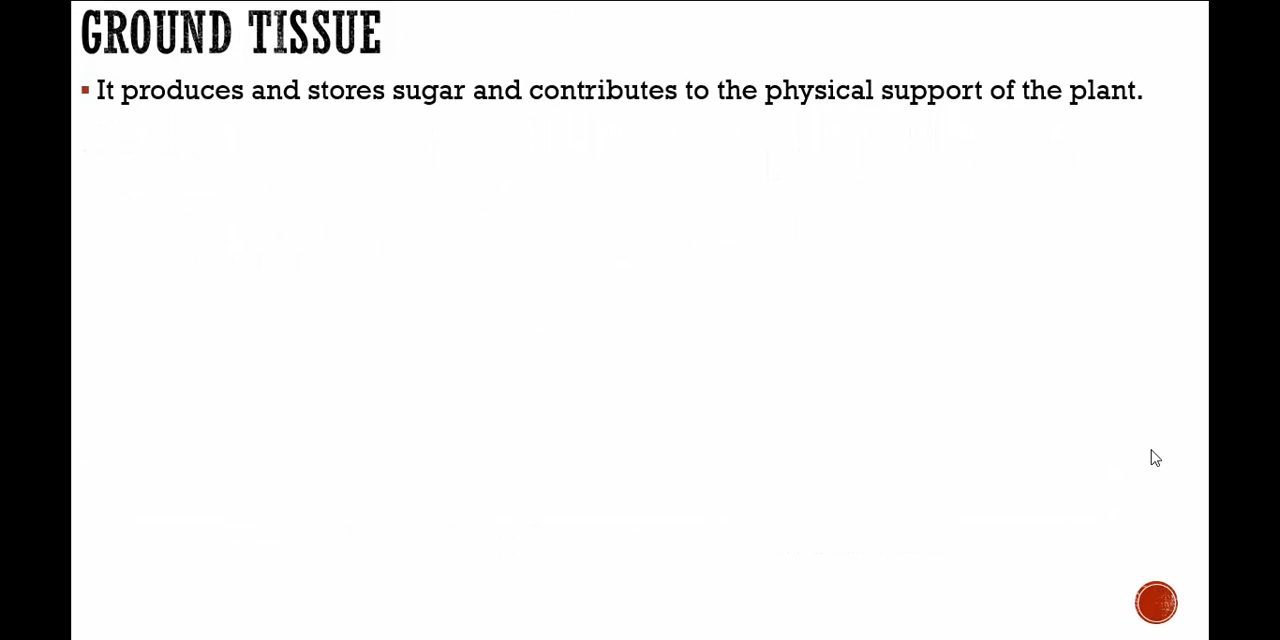 GROUND TISSUE
▪ It produces and stores sugar and contributes to the physical support of the plant.